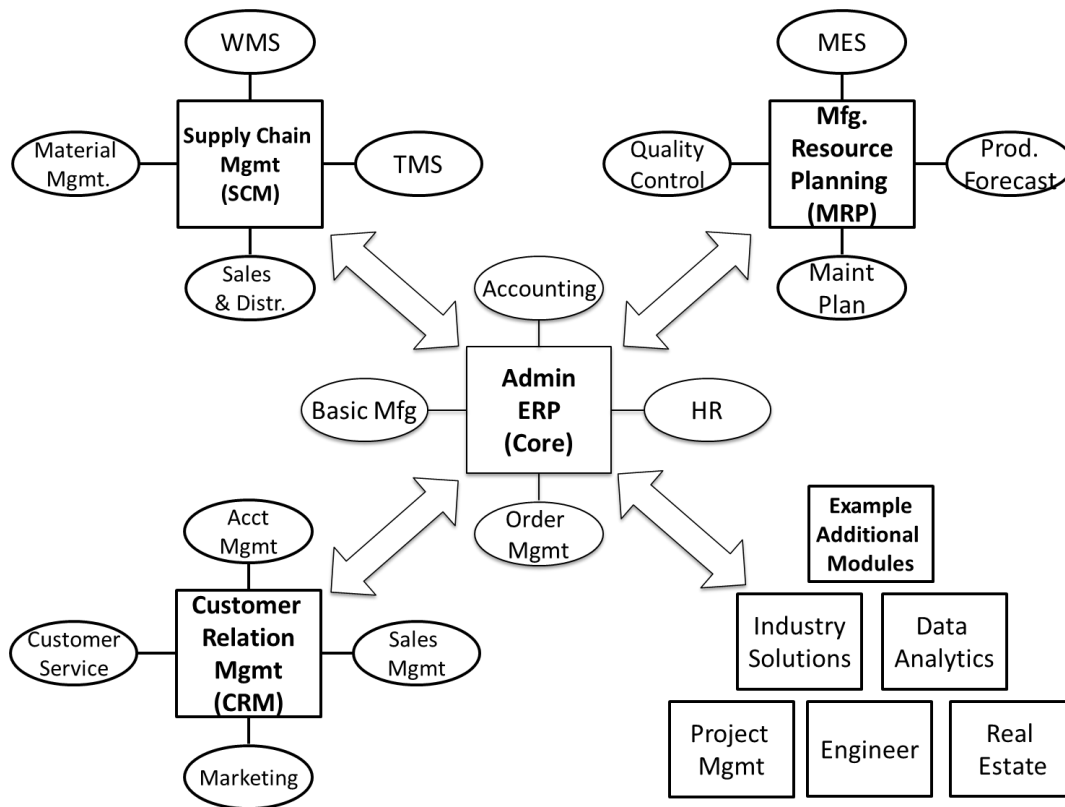 WMS
Supply Chain
Mgmt
(SCM)
Material
Mgmt.
TMS
Sales
& Distr.
MES
Mfg.
Resource
Planning
(MRP)
Quality
Control
Prod.
Forecast
Maint
Plan
Accounting
Admin
ERP
(Core)
Basic Mfg
HR
Order
Mgmt
Acct
Mgmt
Customer
Relation
Mgmt
(CRM)
Customer
Service
Sales
Mgmt
Marketing
Example
Additional
Modules
Industry
Solutions
Data
Analytics
Project
Mgmt
Engineer
Real
Estate